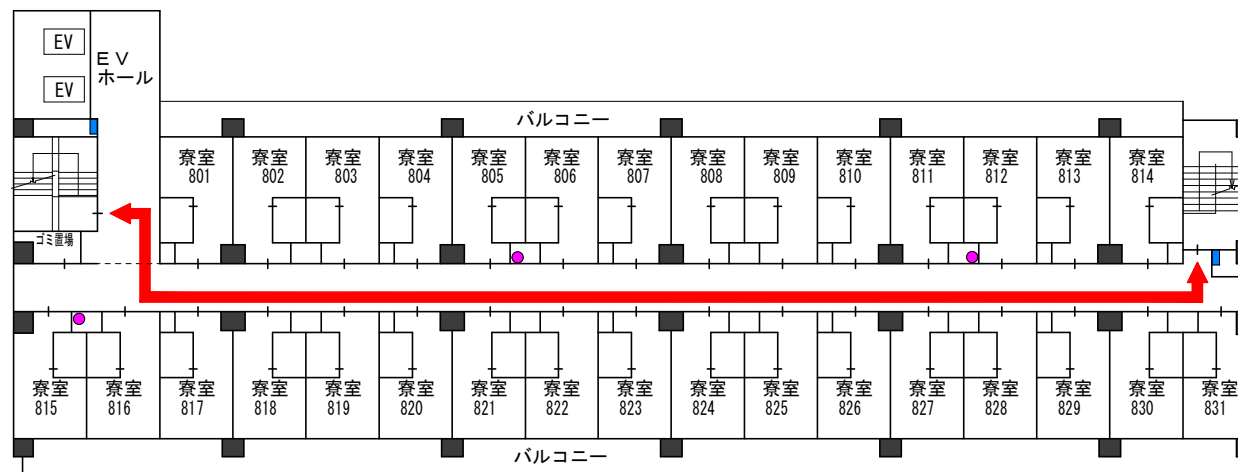 EV
EV
ＥＶ
ホール
バルコニー
寮室
801
寮室
802
寮室
803
寮室
804
寮室
805
寮室
806
寮室
807
寮室
808
寮室
809
寮室
810
寮室
811
寮室
812
寮室
813
寮室
814
ゴミ置場
寮室
815
寮室
816
寮室
817
寮室
818
寮室
819
寮室
820
寮室
821
寮室
822
寮室
823
寮室
824
寮室
825
寮室
826
寮室
827
寮室
828
寮室
829
寮室
830
寮室
831
バルコニー